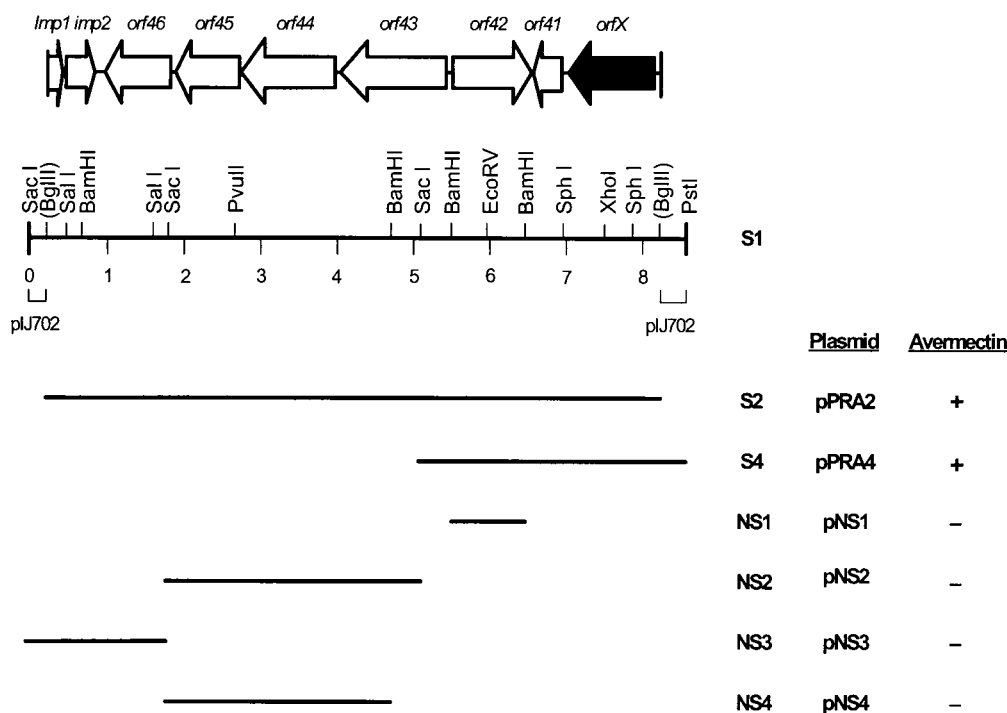 Imp1 imp2 orf46 orf45 orf44 orf43 orf42 orf41 orfX
Sac I
(BglII)
Sal I
BamHI
Sal I
Sac I
PvuII
BamHI
Sac I
BamHI
EcoRV
BamHI
Sph I
XhoI
Sph I
(BglII)
PstI
S1
0 1 2 3 4 5 6 7 8
pIJ702 pIJ702
Plasmid Avermectin
S2 pPRA2 +
S4 pPRA4 +
NS1 pNS1 –
NS2 pNS2 –
NS3 pNS3 –
NS4 pNS4 –